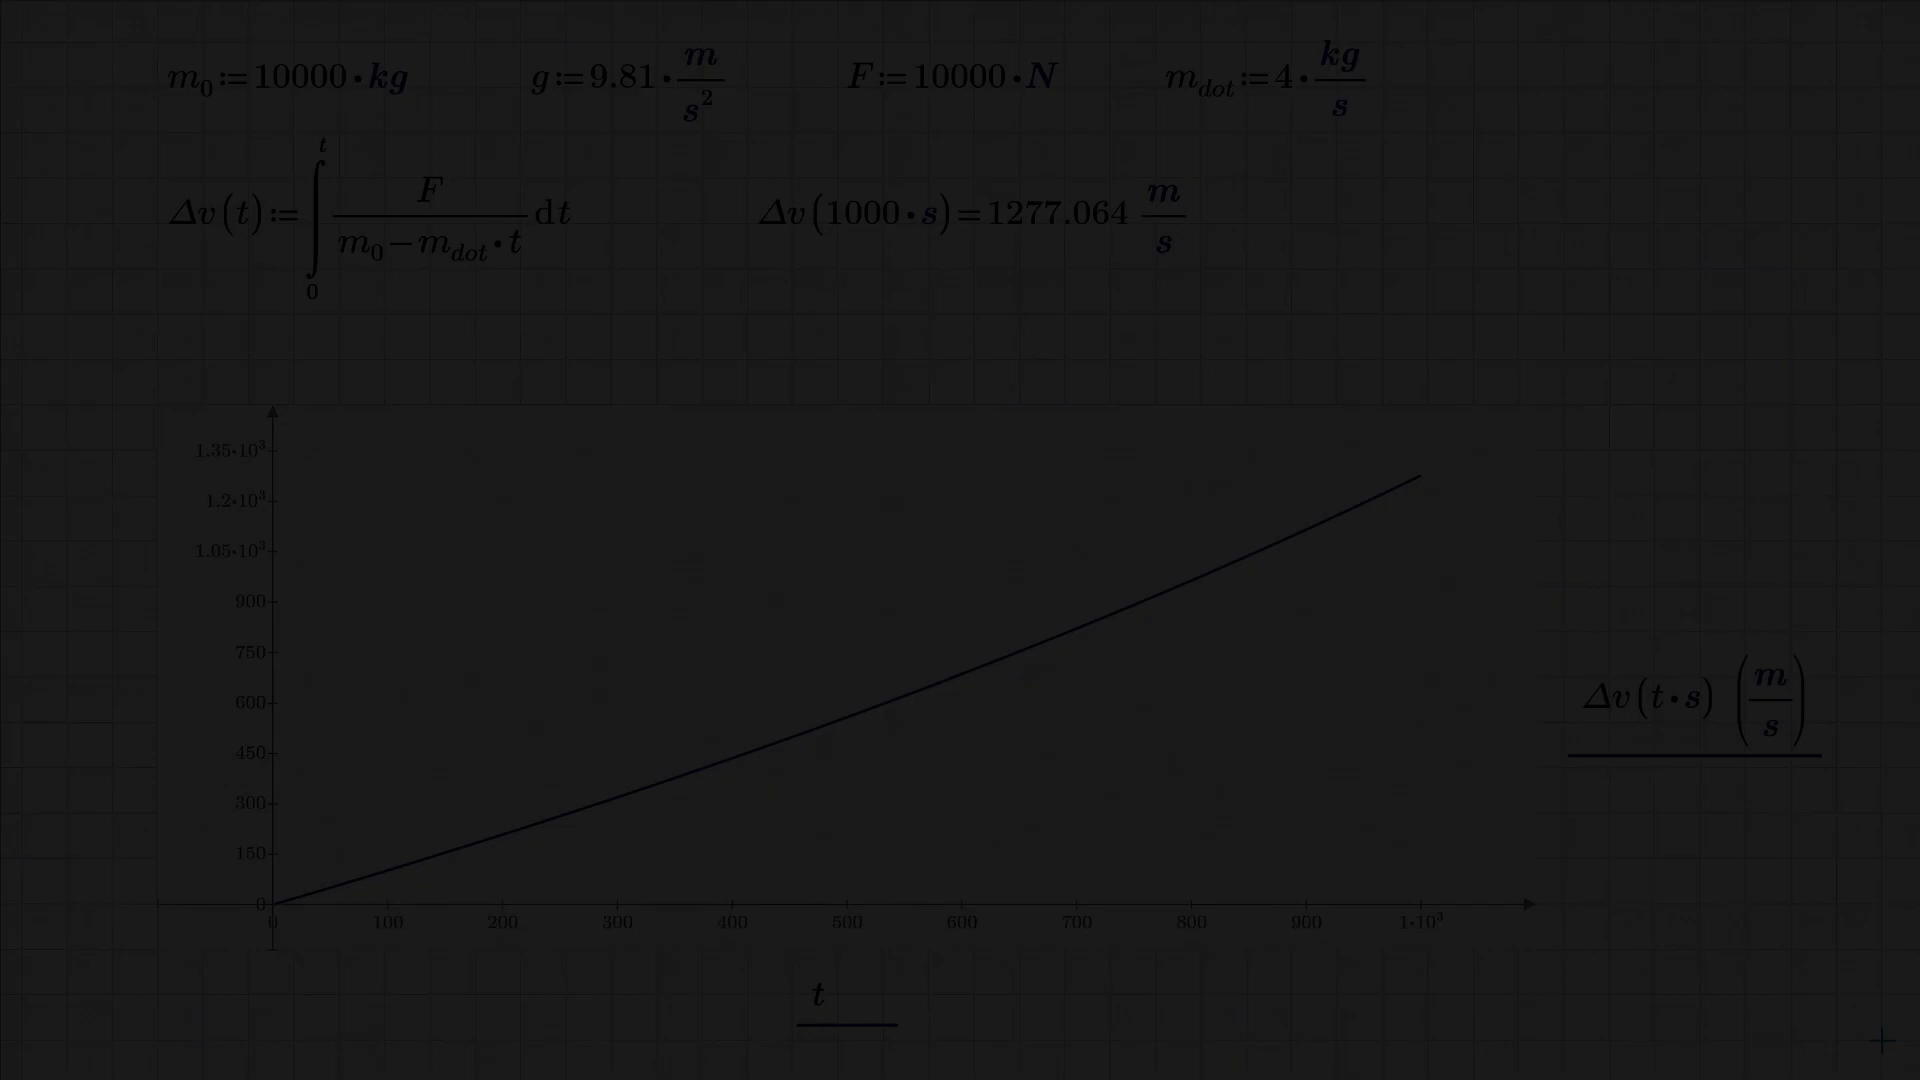 m₀ := 10000 • kg    g := 9.81 • m/s²    F := 10000 • N    m_dot := 4 • kg/s
Δv(t) := ∫₀ᵗ F/(m₀ − m_dot • t) dt    Δv(1000 • s) = 1277.064 m/s
1.35•10³
1.2•10³
1.05•10³
900
750
600
450
300
150
0
0 100 200 300 400 500 600 700 800 900 1•10³
Δv(t • s) (m/s)
t